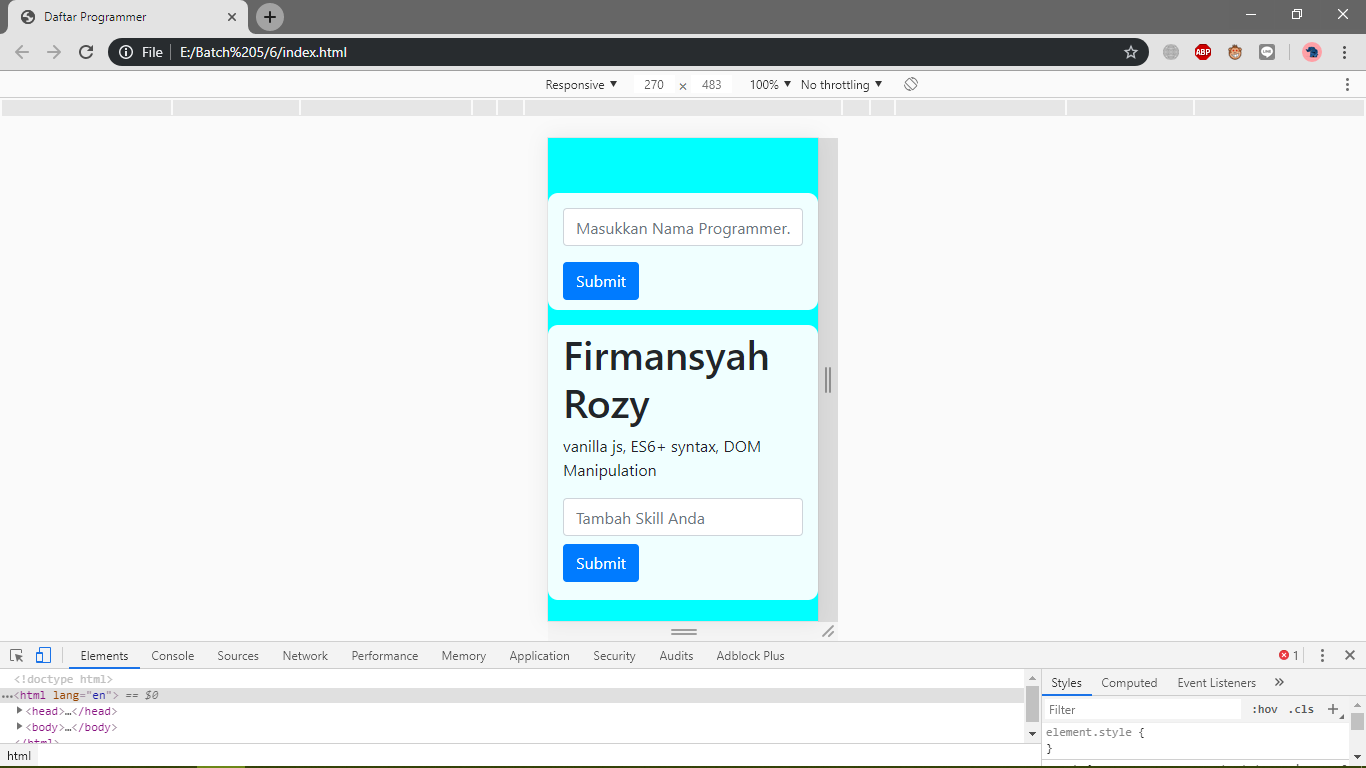 Daftar Programmer
File E:/Batch%205/6/index.html
ABP
LINE
Responsive 270 × 483 100% No throttling
Masukkan Nama Programmer.
Submit
Firmansyah
Rozy
vanilla js, ES6+ syntax, DOM
Manipulation
Tambah Skill Anda
Submit
Elements Console Sources Network Performance Memory Application Security Audits Adblock Plus 1
<!doctype html>
…<html lang="en"> == $0
<head>…</head>
<body>…</body>
</html>
html
Styles Computed Event Listeners »
Filter :hov .cls +
element.style {
}